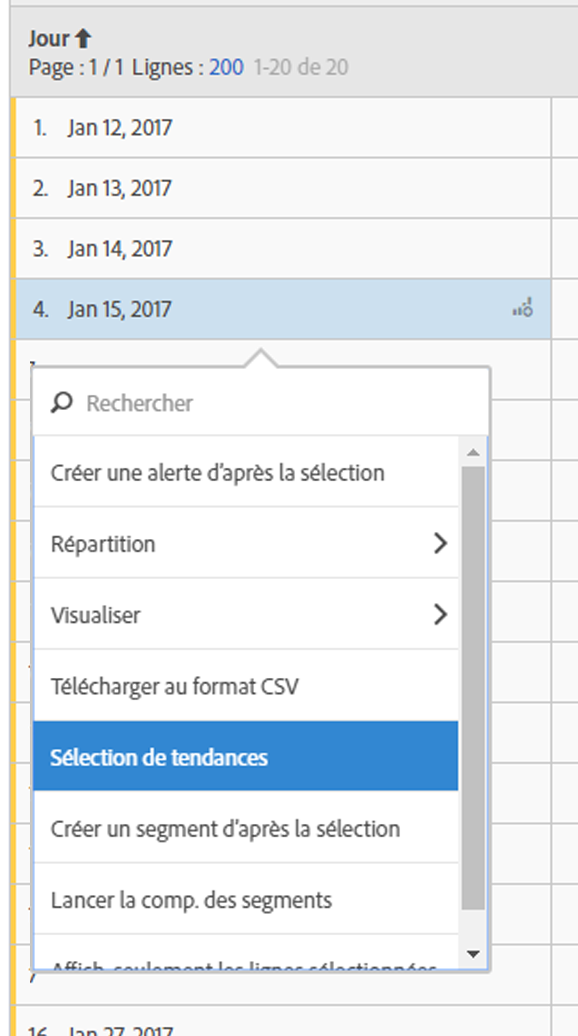 Jour ↑
Page : 1 / 1 Lignes : 200 1-20 de 20
1. Jan 12, 2017
2. Jan 13, 2017
3. Jan 14, 2017
4. Jan 15, 2017
Rechercher
Créer une alerte d’après la sélection
Répartition
Visualiser
Télécharger au format CSV
Sélection de tendances
Créer un segment d’après la sélection
Lancer la comp. des segments
Affich. seulement les lignes sélectionnées
16. Jan 27, 2017